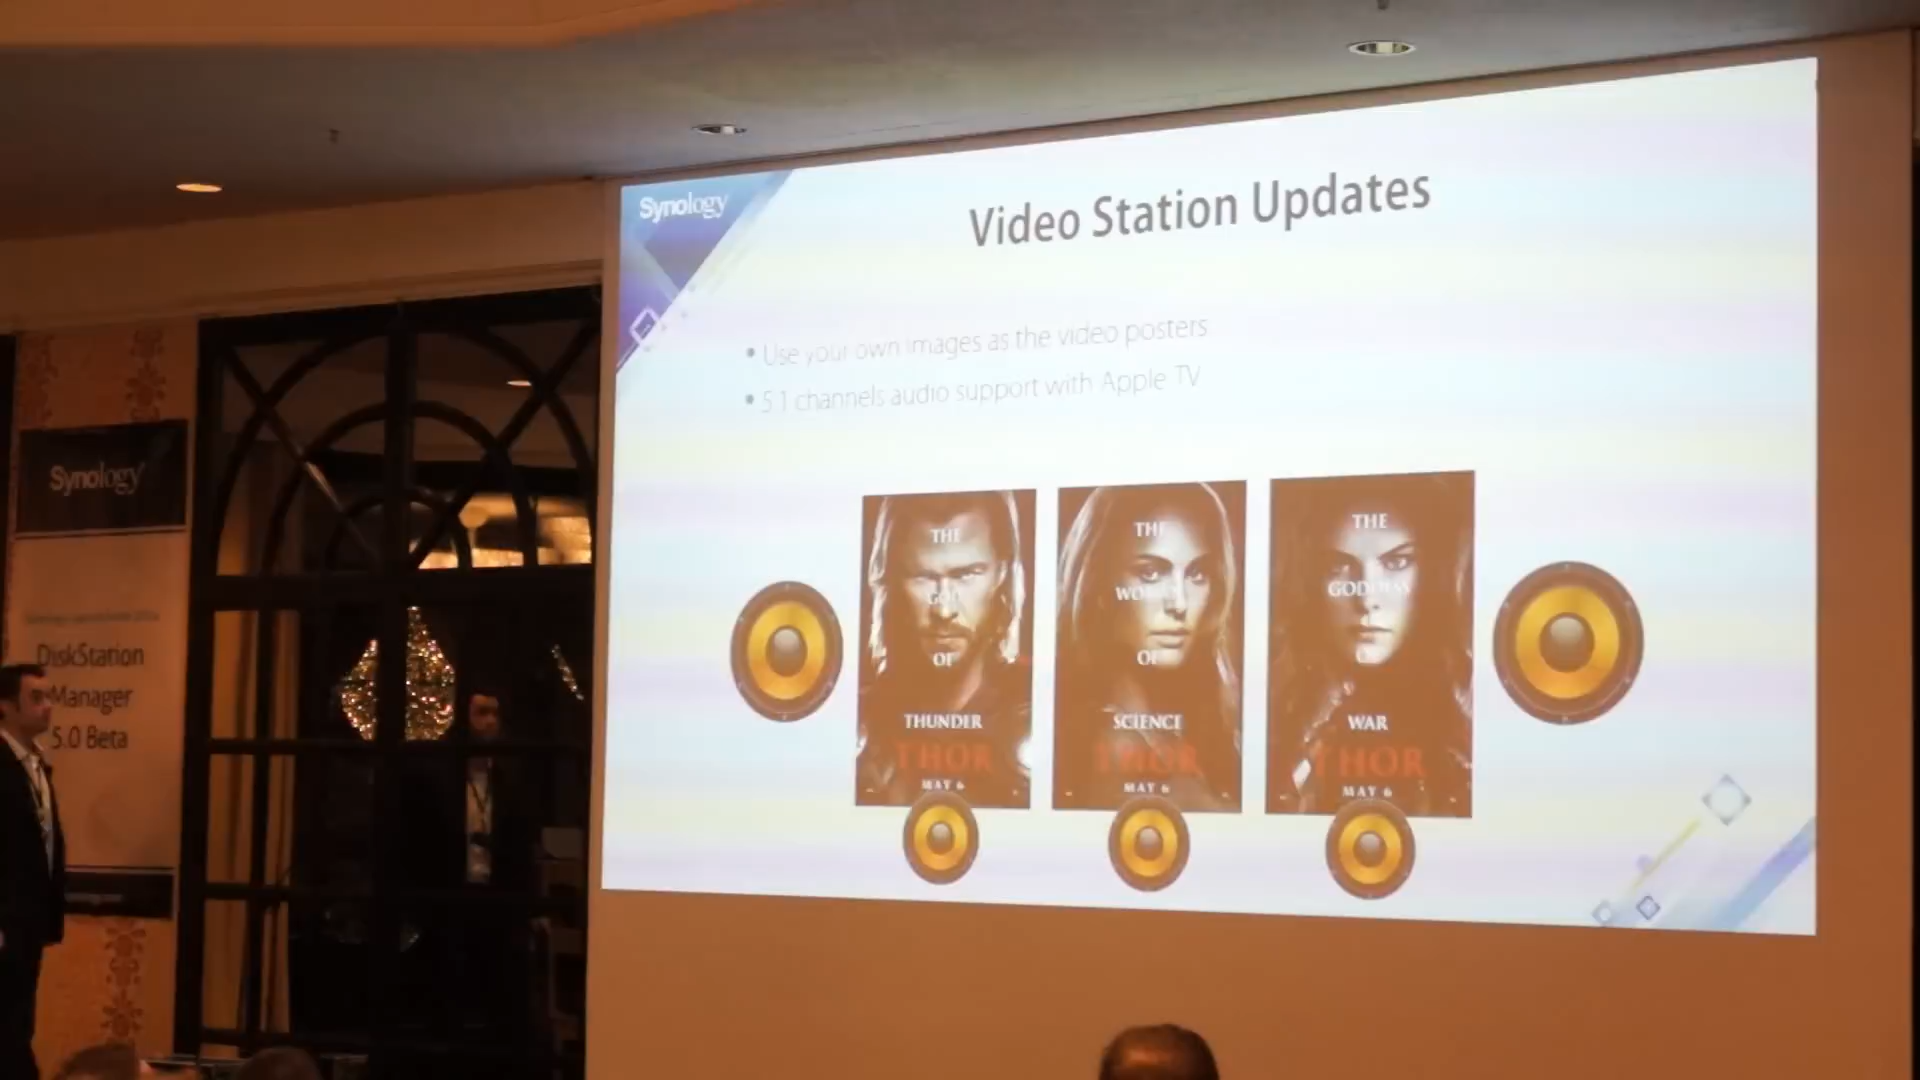 Synology
Video Station Updates
• Use your own images as the video posters
• 5.1 channels audio support with Apple TV
THE
GOD
OF
THUNDER
THOR
MAY 6
THE
WOMAN
OF
SCIENCE
THOR
MAY 6
THE
GODDESS
OF
WAR
THOR
MAY 6
Synology
DiskStation
Manager
5.0 Beta